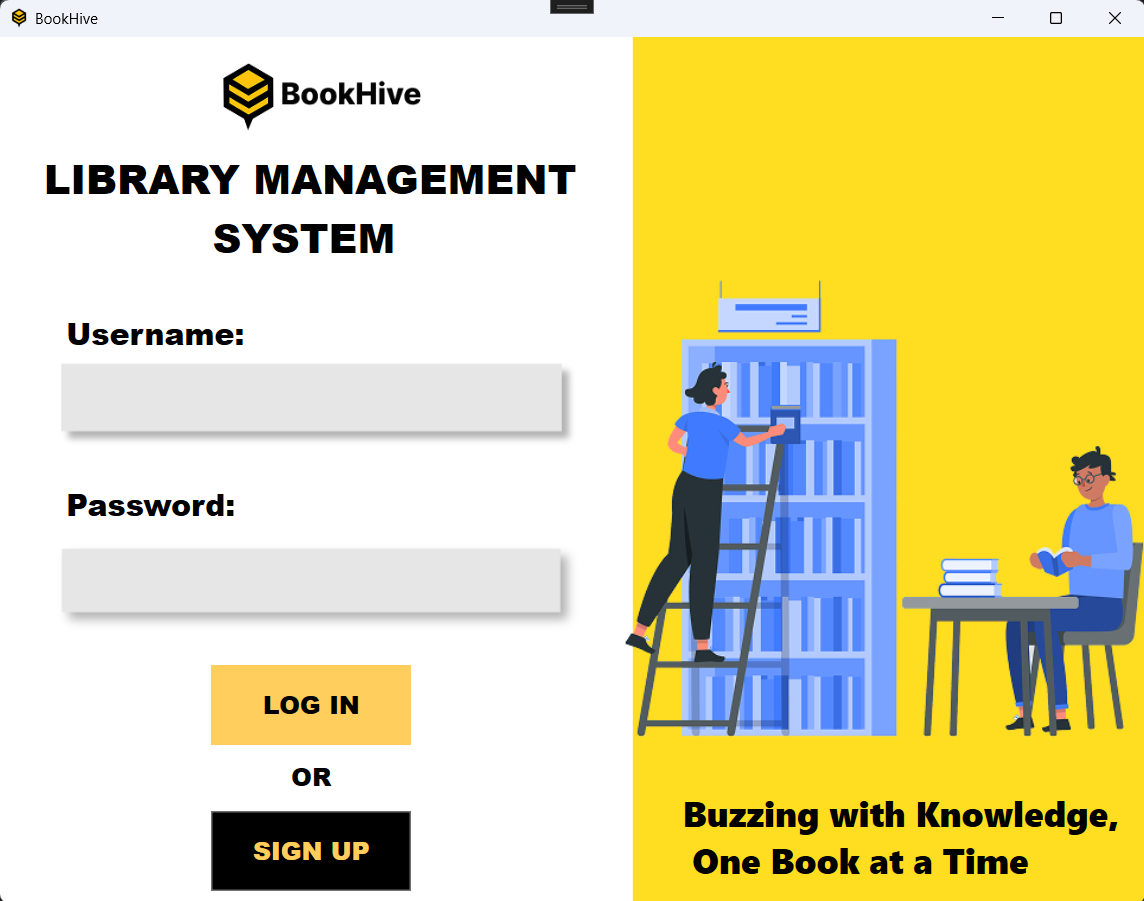 BookHive
BookHive
LIBRARY MANAGEMENT
SYSTEM
Username:
Password:
LOG IN
OR
SIGN UP
Buzzing with Knowledge,
One Book at a Time